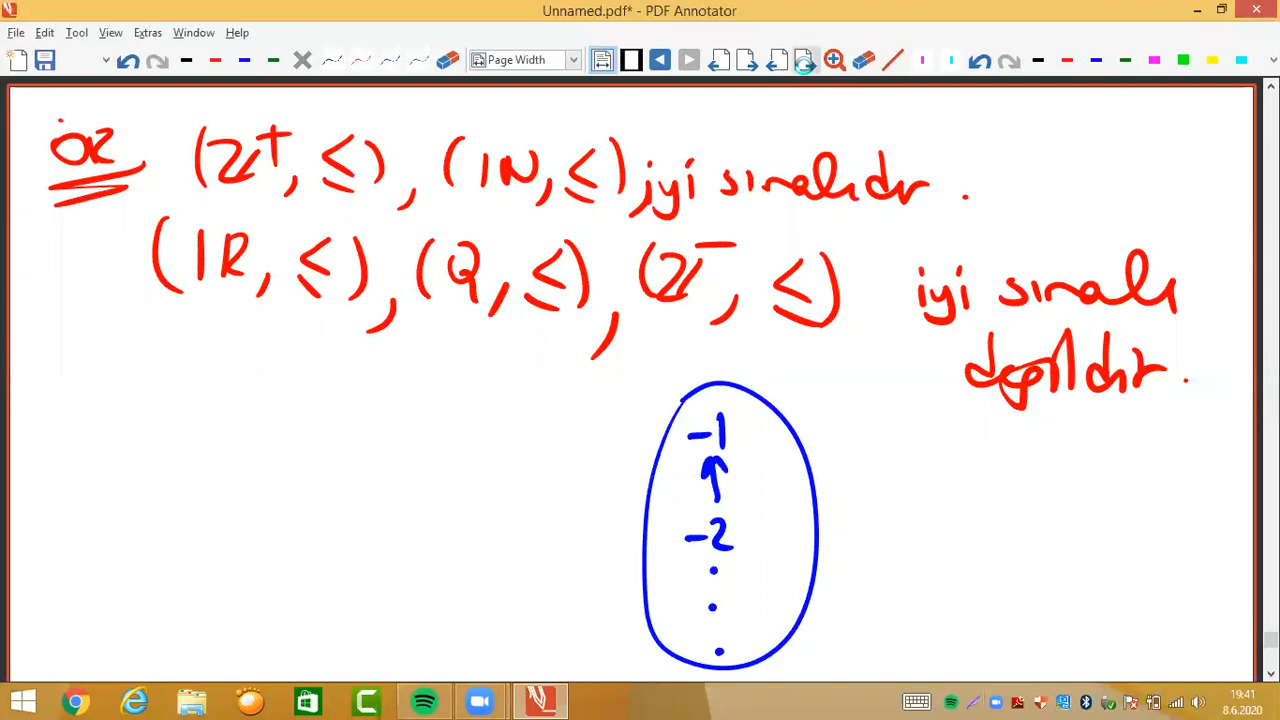 Unnamed.pdf* - PDF Annotator
File Edit Tool View Extras Window Help
Page Width
ÖR (ℤ⁺, ≤), (ℕ, ≤), iyi sıralıdır.
(ℝ, ≤), (Q, ≤), (ℤ⁻, ≤) iyi sıralı
değildir.
-1
-2
19:41
8.6.2020